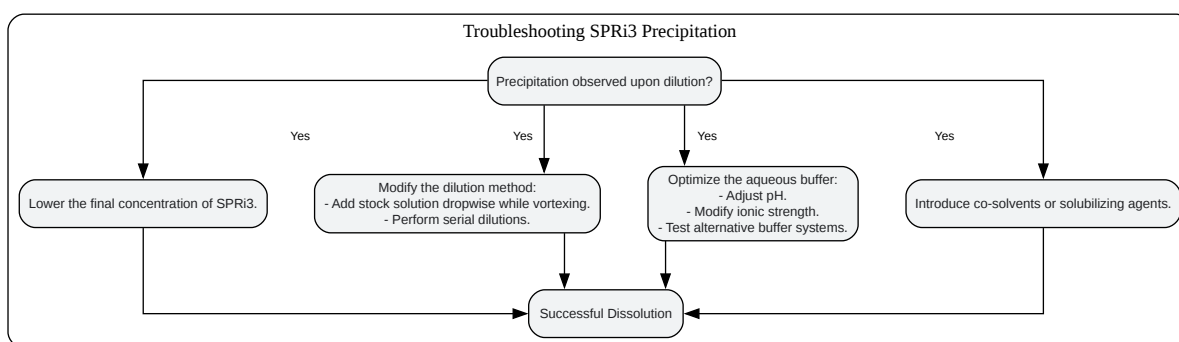 Troubleshooting SPRi3 Precipitation
Precipitation observed upon dilution?
Yes
Yes
Yes
Yes
Lower the final concentration of SPRi3.
Modify the dilution method:
- Add stock solution dropwise while vortexing.
- Perform serial dilutions.
Optimize the aqueous buffer:
- Adjust pH.
- Modify ionic strength.
- Test alternative buffer systems.
Introduce co-solvents or solubilizing agents.
Successful Dissolution